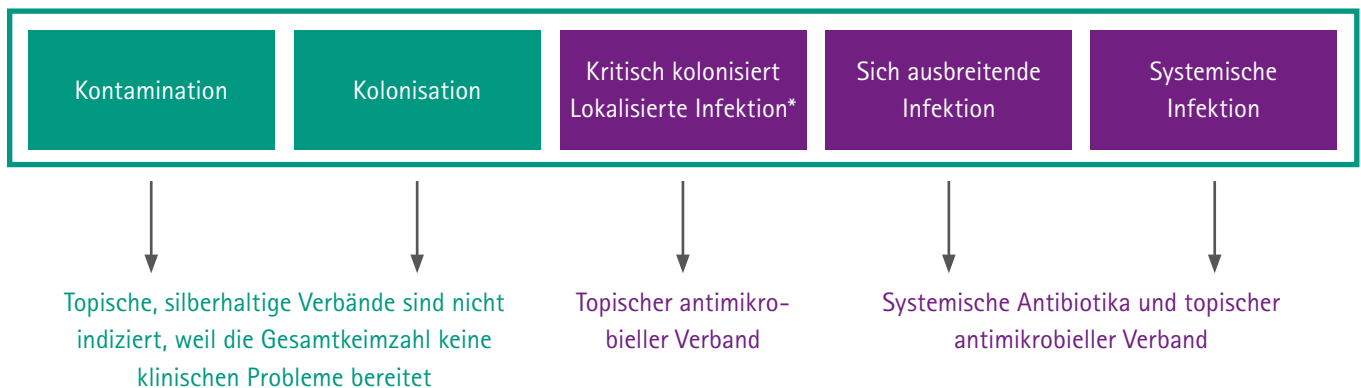 Kontamination
Kolonisation
Kritisch kolonisiert
Lokalisierte Infektion*
Sich ausbreitende
Infektion
Systemische
Infektion
Topische, silberhaltige Verbände sind nicht
indiziert, weil die Gesamtkeimzahl keine
klinischen Probleme bereitet
Topischer antimikro-
bieller Verband
Systemische Antibiotika und topischer
antimikrobieller Verband